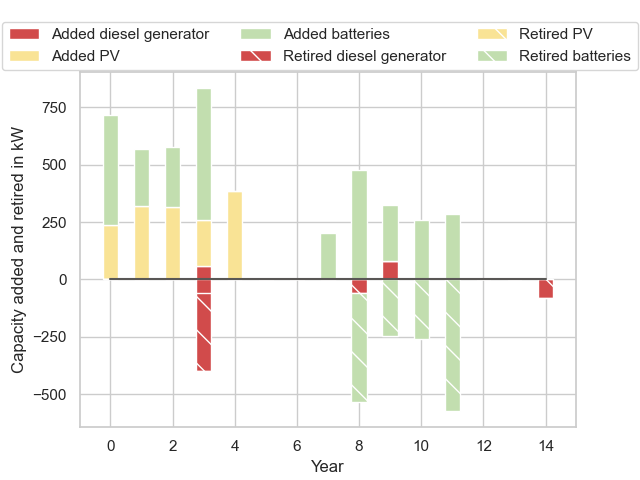 Added diesel generator Added batteries Retired PV
Added PV Retired diesel generator Retired batteries
750
500
250
0
−250
−500
Capacity added and retired in kW
0 2 4 6 8 10 12 14
Year